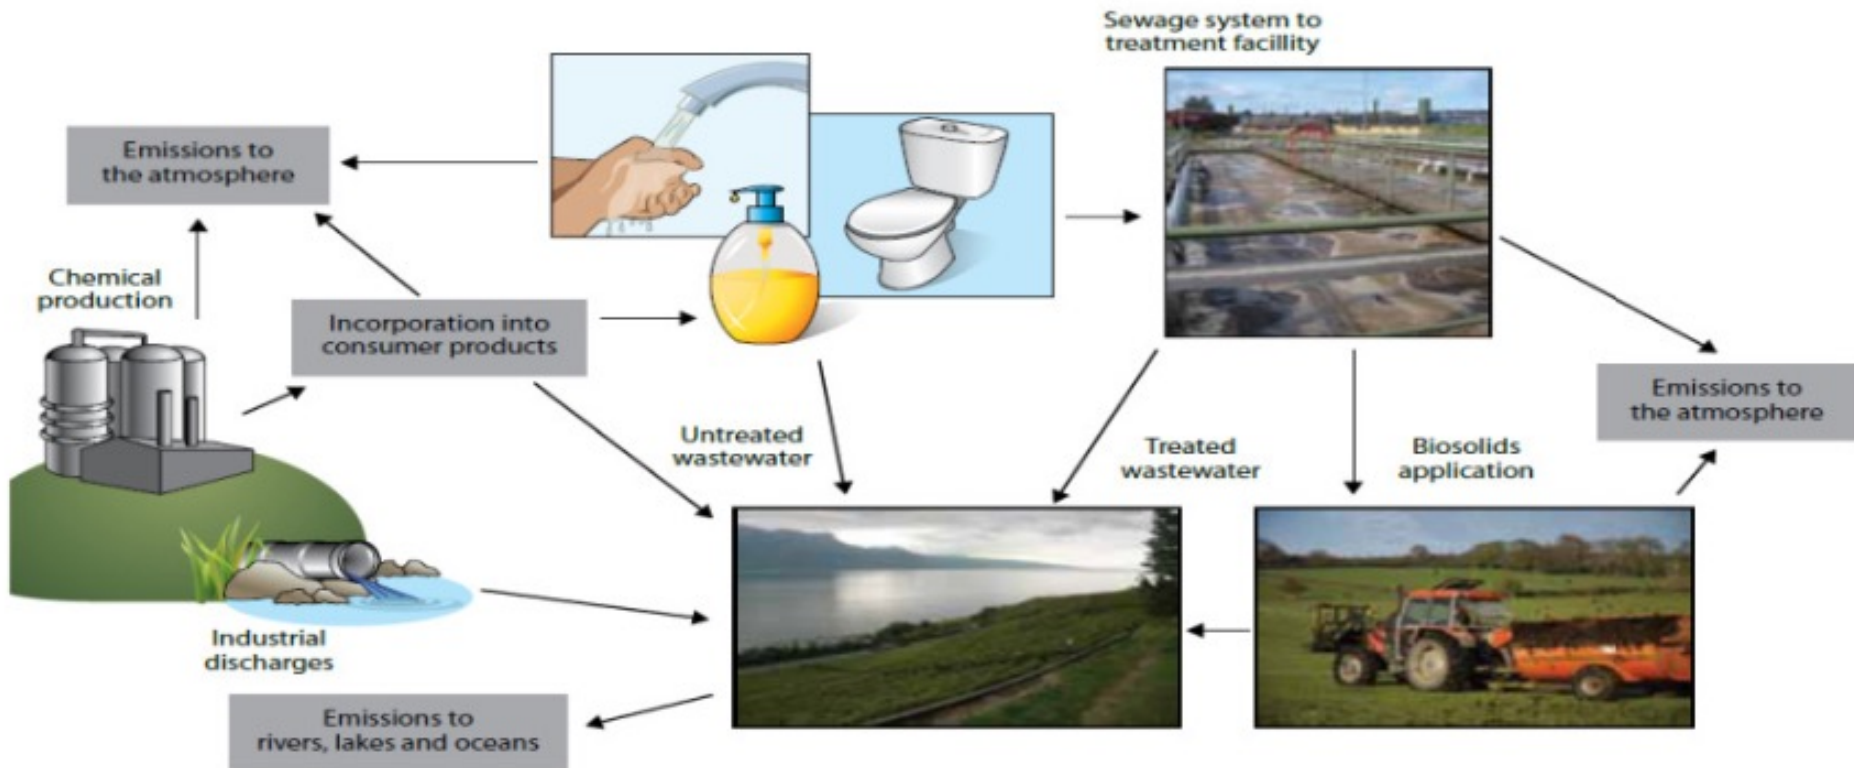 Sewage system to
treatment facillity
Emissions to
the atmosphere
Chemical
production
Incorporation into
consumer products
Emissions to
the atmosphere
Untreated
wastewater
Treated
wastewater
Biosolids
application
Industrial
discharges
Emissions to
rivers, lakes and oceans